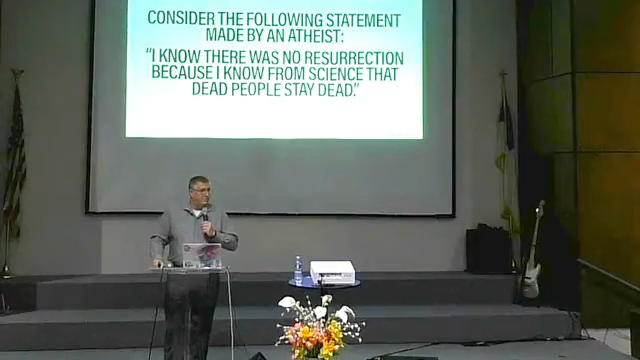 CONSIDER THE FOLLOWING STATEMENT
MADE BY AN ATHEIST:
“I KNOW THERE WAS NO RESURRECTION
BECAUSE I KNOW FROM SCIENCE THAT
DEAD PEOPLE STAY DEAD.”